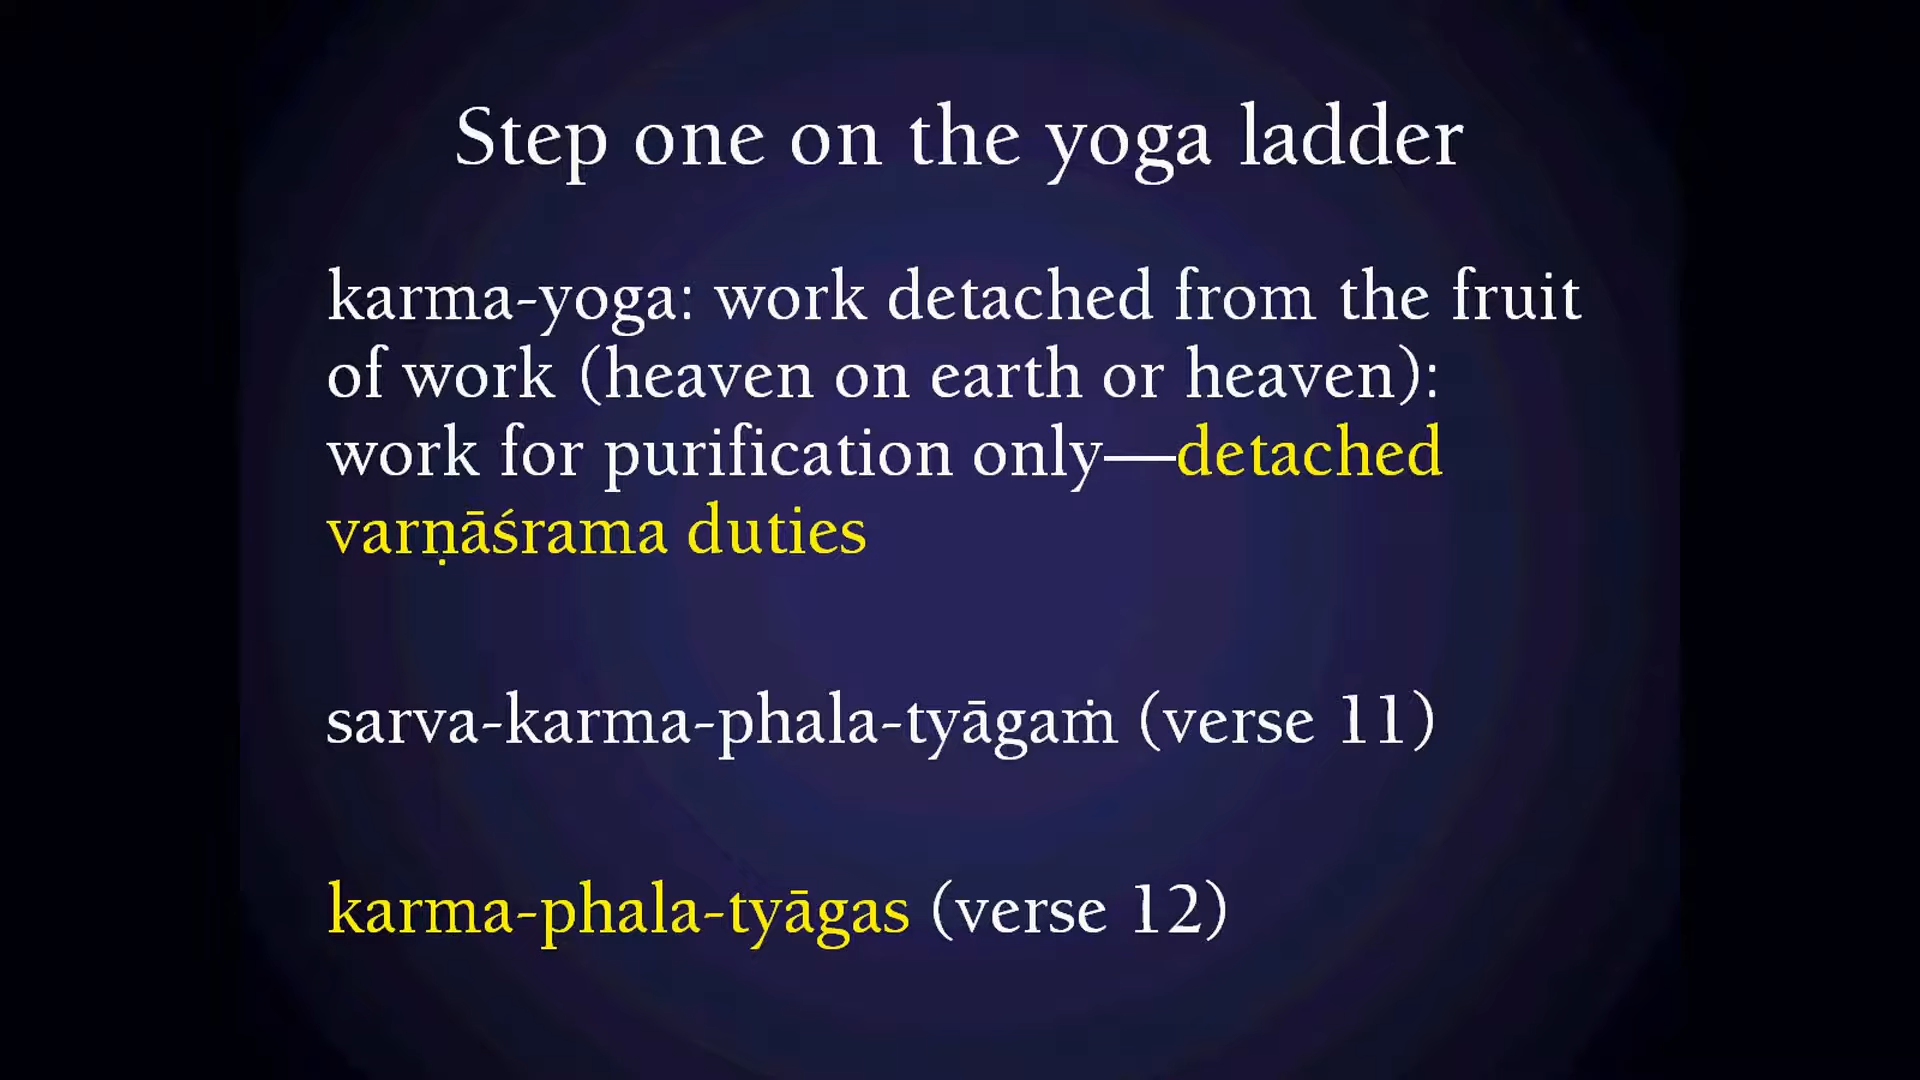 Step one on the yoga ladder
karma-yoga: work detached from the fruit
of work (heaven on earth or heaven):
work for purification only—detached
varṇāśrama duties
sarva-karma-phala-tyāgaṁ (verse 11)
karma-phala-tyāgas (verse 12)